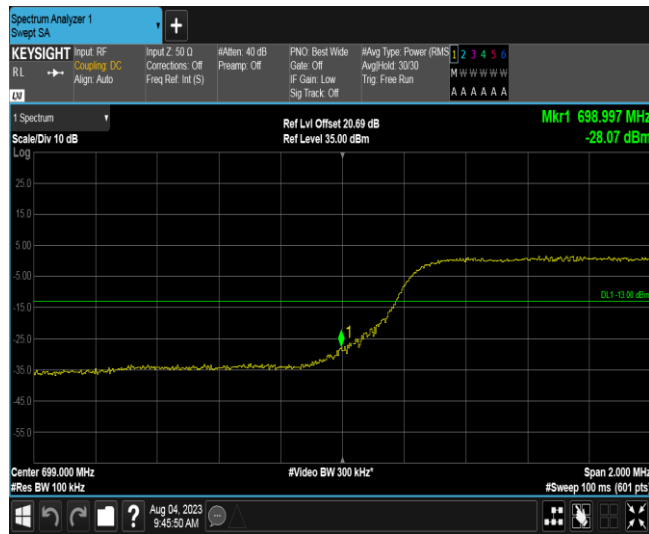 Spectrum Analyzer 1
Swept SA
KEYSIGHT
RL
LXI
Input: RF
Coupling: DC
Align: Auto
Input Z: 50 Ω
Corrections: Off
Freq Ref: Int (S)
#Atten: 40 dB
Preamp: Off
PNO: Best Wide
Gate: Off
IF Gain: Low
Sig Track: Off
#Avg Type: Power (RMS
Avg|Hold: 30/30
Trig: Free Run
1 2 3 4 5 6
M W W W W W
A A A A A A
1 Spectrum
Scale/Div 10 dB
Ref Lvl Offset 20.69 dB
Ref Level 35.00 dBm
Mkr1 698.997 MHz
-28.07 dBm
Log
25.0
15.0
5.00
-5.00
DL1 -13.00 dBm
-15.0
1
-25.0
-35.0
-45.0
-55.0
Center 699.000 MHz
#Res BW 100 kHz
#Video BW 300 kHz*
Span 2.000 MHz
#Sweep 100 ms (601 pts)
?
Aug 04, 2023
9:45:50 AM